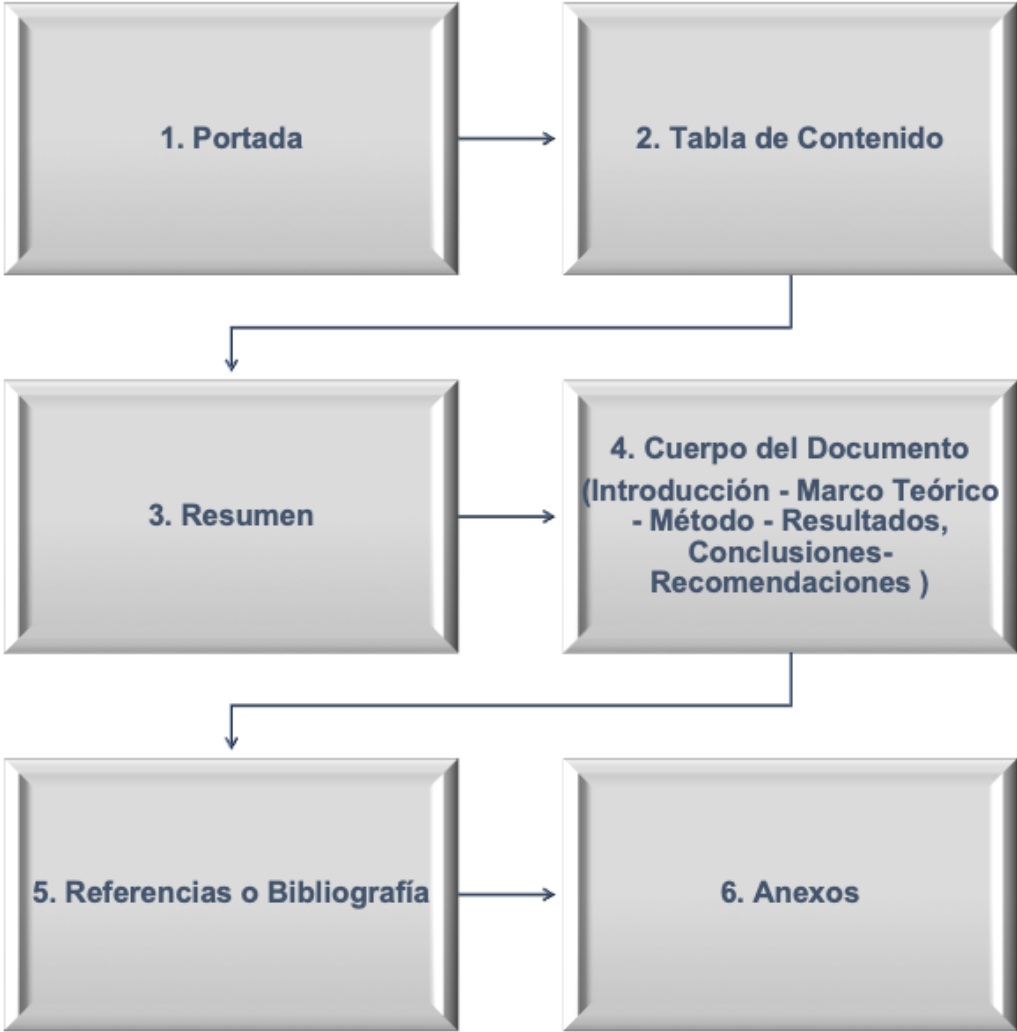 1. Portada
2. Tabla de Contenido
3. Resumen
4. Cuerpo del Documento
(Introducción - Marco Teórico
- Método - Resultados,
Conclusiones-
Recomendaciones )
5. Referencias o Bibliografía
6. Anexos